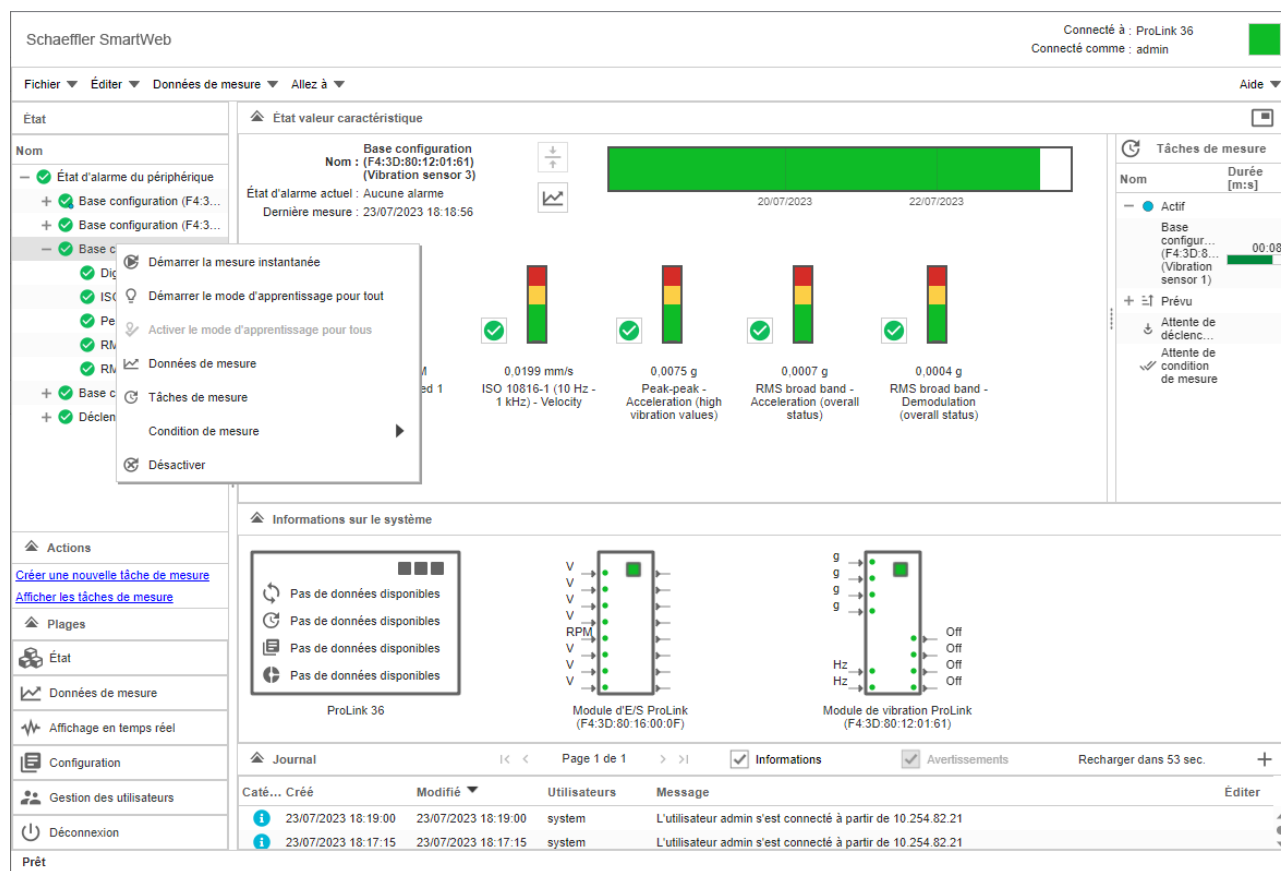 Schaeffler SmartWeb
Connecté à : ProLink 36
Connecté comme : admin
Fichier Éditer Données de mesure Allez à Aide
État
Nom
État d'alarme du périphérique
Base configuration (F4:3...
Base configuration (F4:3...
Base c
Dig
ISO
Pe
RM
RM
Base c
Déclen
Démarrer la mesure instantanée
Démarrer le mode d'apprentissage pour tout
Activer le mode d'apprentissage pour tous
Données de mesure
Tâches de mesure
Condition de mesure
Désactiver
Actions
Créer une nouvelle tâche de mesure
Afficher les tâches de mesure
Plages
État
Données de mesure
Affichage en temps réel
Configuration
Gestion des utilisateurs
Déconnexion
Prêt
État valeur caractéristique
Nom : Base configuration
(F4:3D:80:12:01:61)
(Vibration sensor 3)
État d'alarme actuel : Aucune alarme
Dernière mesure : 23/07/2023 18:18:56
20/07/2023 22/07/2023
ed 1
0,0199 mm/s
ISO 10816-1 (10 Hz -
1 kHz) - Velocity
0,0075 g
Peak-peak -
Acceleration (high
vibration values)
0,0007 g
RMS broad band -
Acceleration (overall
status)
0,0004 g
RMS broad band -
Demodulation
(overall status)
Tâches de mesure
Nom Durée
[m:s]
Actif
Base
configur...
(F4:3D:8...
(Vibration
sensor 1)
00:08
Prévu
Attente de
déclenc...
Attente de
condition
de mesure
Informations sur le système
Pas de données disponibles
Pas de données disponibles
Pas de données disponibles
Pas de données disponibles
ProLink 36
V
V
V
V
RPM
V
V
V
Module d'E/S ProLink
(F4:3D:80:16:00:0F)
g
g
g
g
Hz
Hz
Off
Off
Off
Off
Module de vibration ProLink
(F4:3D:80:12:01:61)
Journal Page 1 de 1 Informations Avertissements Recharger dans 53 sec.
Caté... Créé Modifié Utilisateurs Message Éditer
23/07/2023 18:19:00 23/07/2023 18:19:00 system L'utilisateur admin s'est connecté à partir de 10.254.82.21
23/07/2023 18:17:15 23/07/2023 18:17:15 system L'utilisateur admin s'est connecté à partir de 10.254.82.21